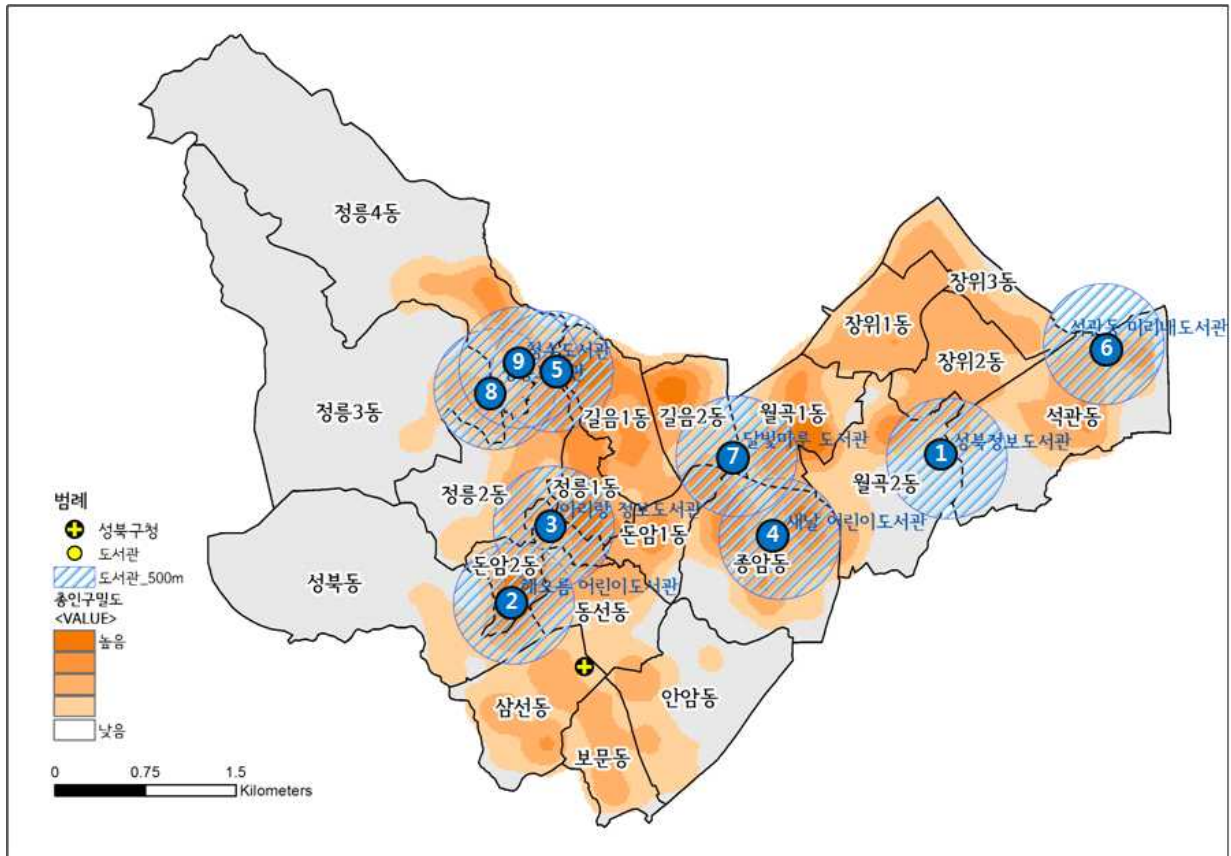 정릉4동
장위3동
장위1동
석관동 미리내도서관
6
장위2동
9
5
8
정릉3동
길음1동
길음2동
월곡1동
석관동
달빛마루 도서관
7
성북정보도서관
1
월곡2동
정릉2동
정릉1동
아리랑 정보도서관
3
돈암1동
새날 어린이도서관
4
종암동
성북동
돈암2동
해오름 어린이도서관
2
동선동
안암동
삼선동
보문동
범례
성북구청
도서관
도서관_500m
총인구밀도
<VALUE>
높음
낮음
0 0.75 1.5
Kilometers